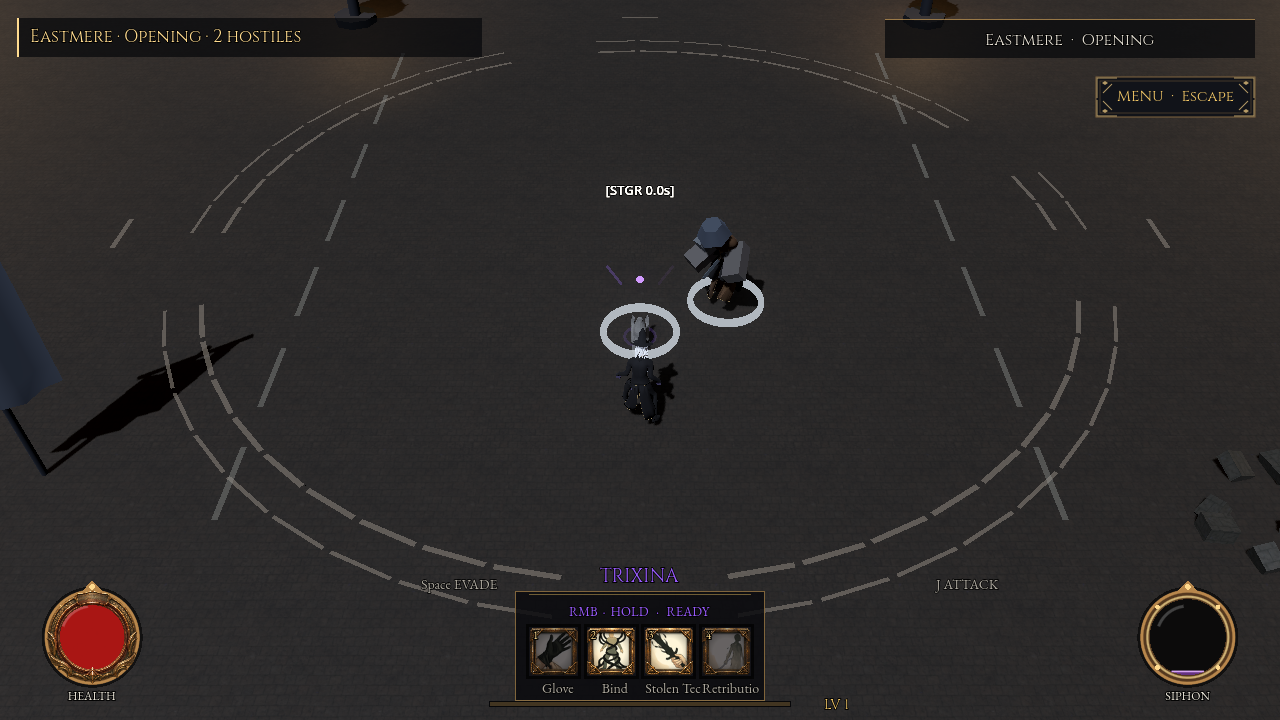 Eastmere · Opening · 2 hostiles
Eastmere · Opening
MENU · Escape
[STGR 0.0s]
Space EVADE
TRIXINA
J ATTACK
RMB · HOLD · READY
1 2 3 4
Glove Bind Stolen Tec Retributio
HEALTH
SIPHON
LV 1